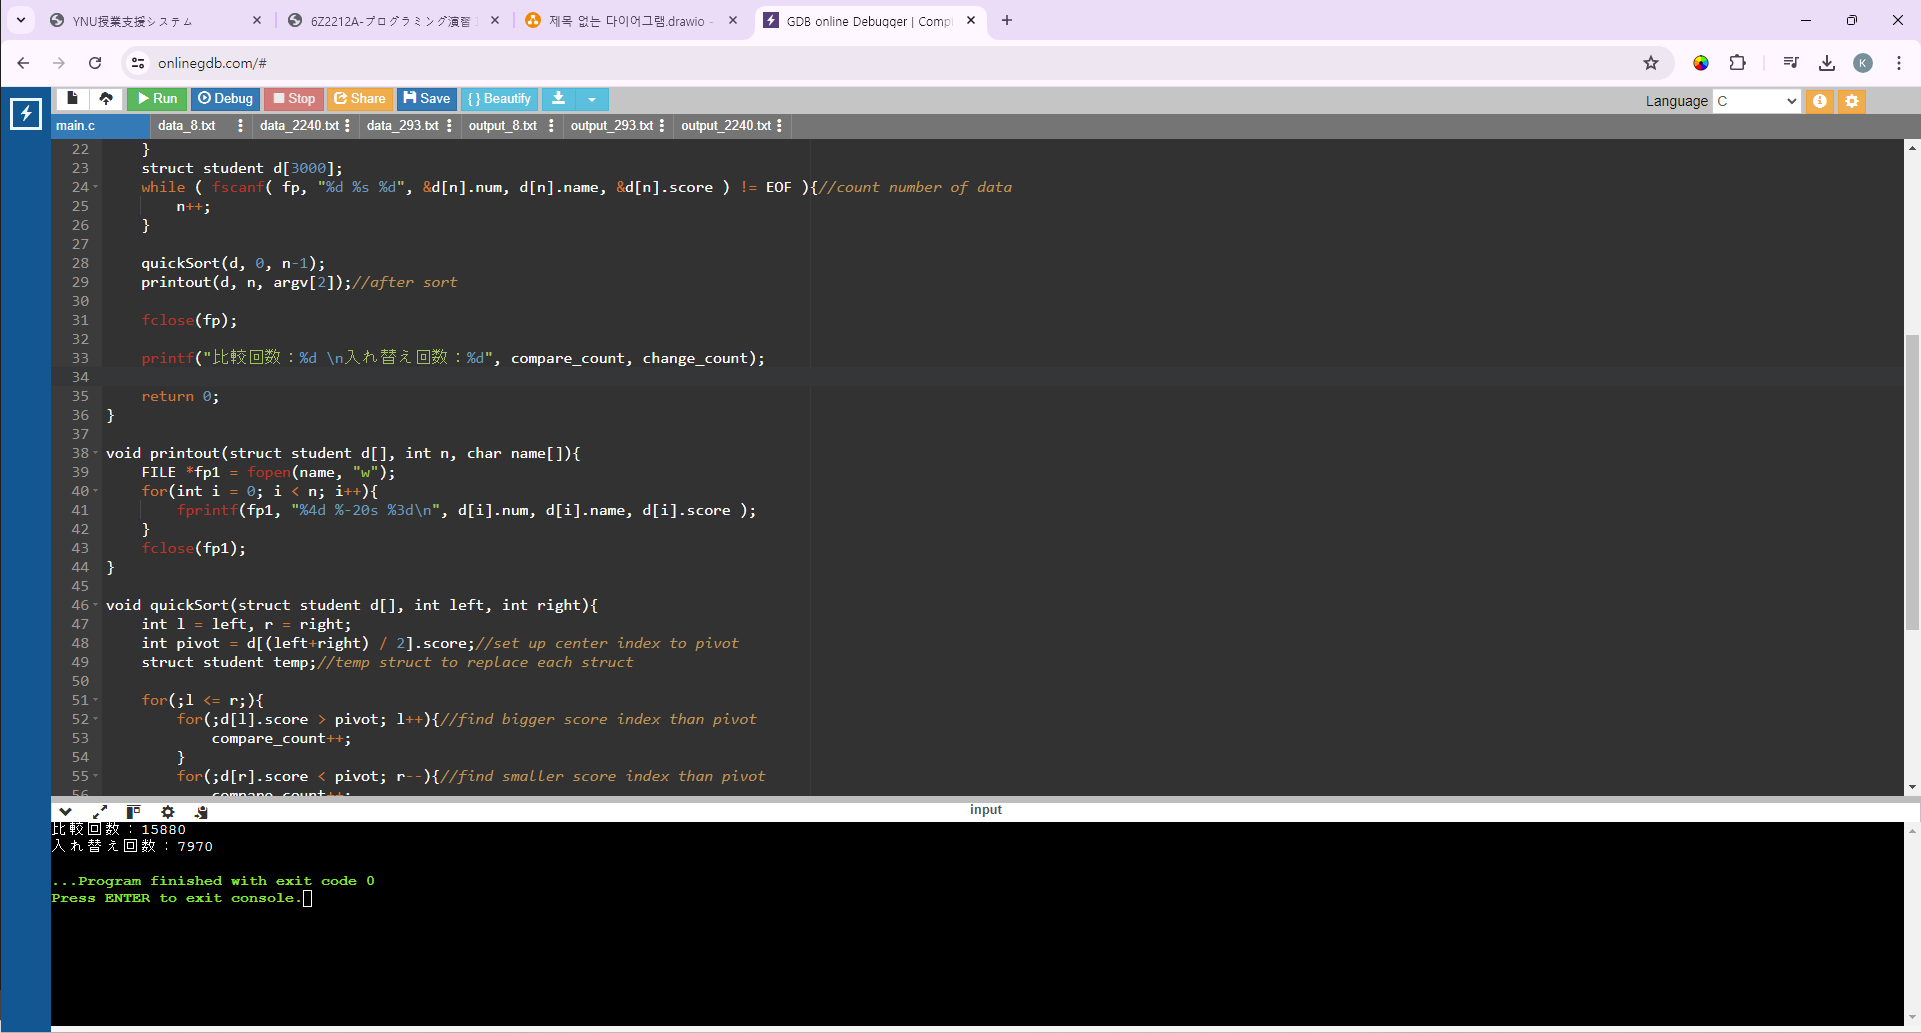 YNU授業支援システム
6Z2212A-プログラミング演習
제목 없는 다이어그램.drawio -
GDB online Debugger | Compi
onlinegdb.com/#
K
Run Debug Stop Share Save { } Beautify
Language C
main.c data_8.txt data_2240.txt data_293.txt output_8.txt output_293.txt output_2240.txt
22 }
23 struct student d[3000];
24 while ( fscanf( fp, "%d %s %d", &d[n].num, d[n].name, &d[n].score ) != EOF ){//count number of data
25 n++;
26 }
27
28 quickSort(d, 0, n-1);
29 printout(d, n, argv[2]);//after sort
30
31 fclose(fp);
32
33 printf("比較回数：%d \n入れ替え回数：%d", compare_count, change_count);
34
35 return 0;
36 }
37
38 void printout(struct student d[], int n, char name[]){
39 FILE *fp1 = fopen(name, "w");
40 for(int i = 0; i < n; i++){
41 fprintf(fp1, "%4d %-20s %3d\n", d[i].num, d[i].name, d[i].score );
42 }
43 fclose(fp1);
44 }
45
46 void quickSort(struct student d[], int left, int right){
47 int l = left, r = right;
48 int pivot = d[(left+right) / 2].score;//set up center index to pivot
49 struct student temp;//temp struct to replace each struct
50
51 for(;l <= r;){
52 for(;d[l].score > pivot; l++){//find bigger score index than pivot
53 compare_count++;
54 }
55 for(;d[r].score < pivot; r--){//find smaller score index than pivot
56 compare_count++;
input
比較回数：15880
入れ替え回数：7970
...Program finished with exit code 0
Press ENTER to exit console.